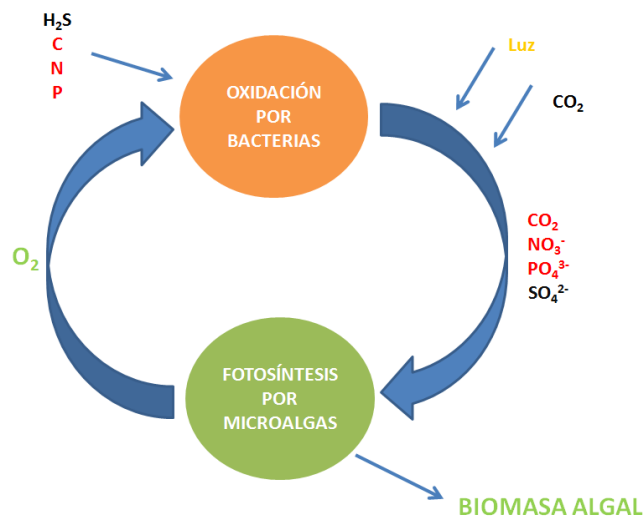 H₂S
C
N
P
OXIDACIÓN
POR
BACTERIAS
Luz
CO₂
CO₂
NO₃⁻
PO₄³⁻
SO₄²⁻
O₂
FOTOSÍNTESIS
POR
MICROALGAS
BIOMASA ALGAL